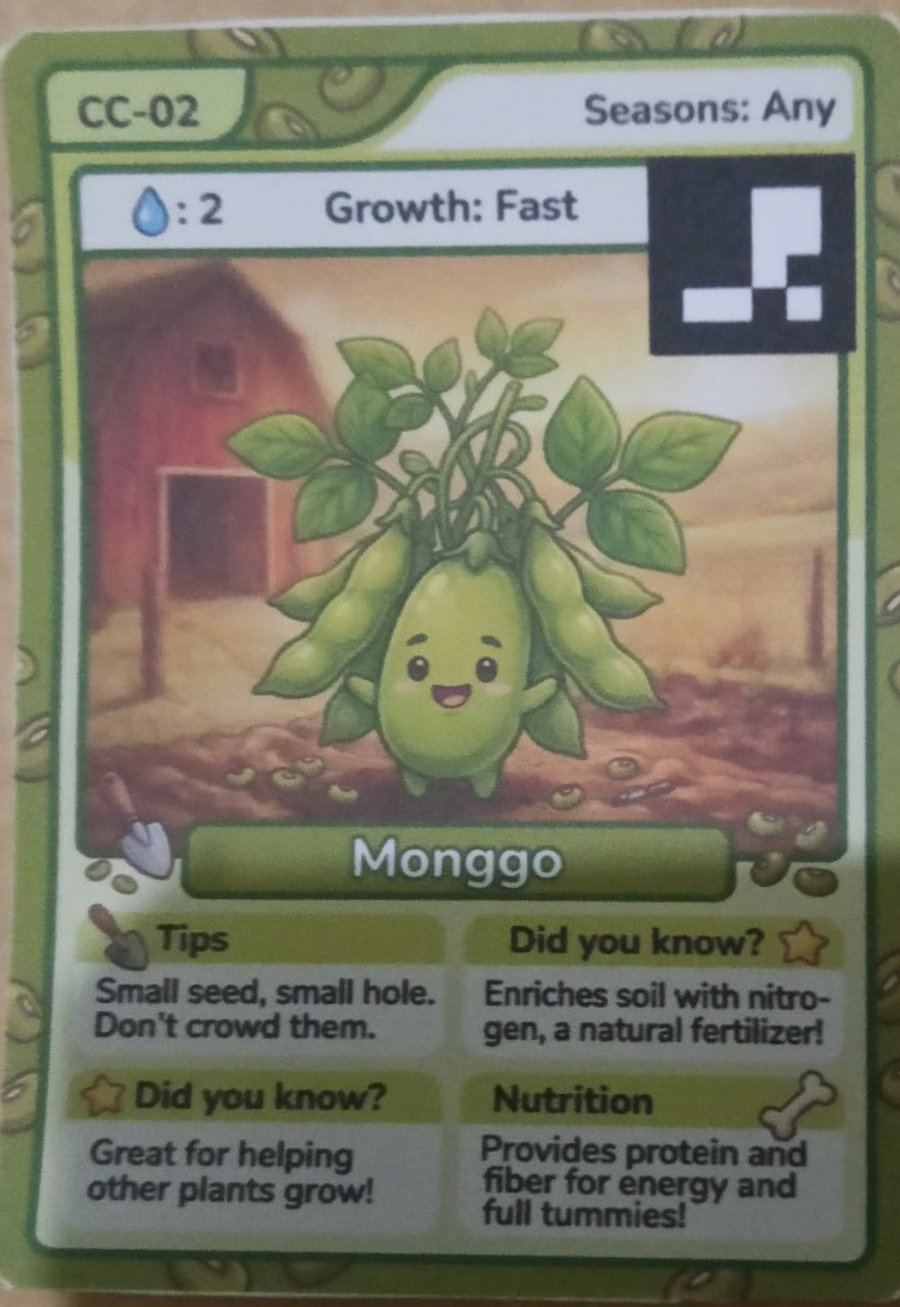 CC-02
Seasons: Any
: 2
Growth: Fast
Monggo
Tips
Small seed, small hole.
Don't crowd them.
Did you know?
Enriches soil with nitro-
gen, a natural fertilizer!
Did you know?
Great for helping
other plants grow!
Nutrition
Provides protein and
fiber for energy and
full tummies!